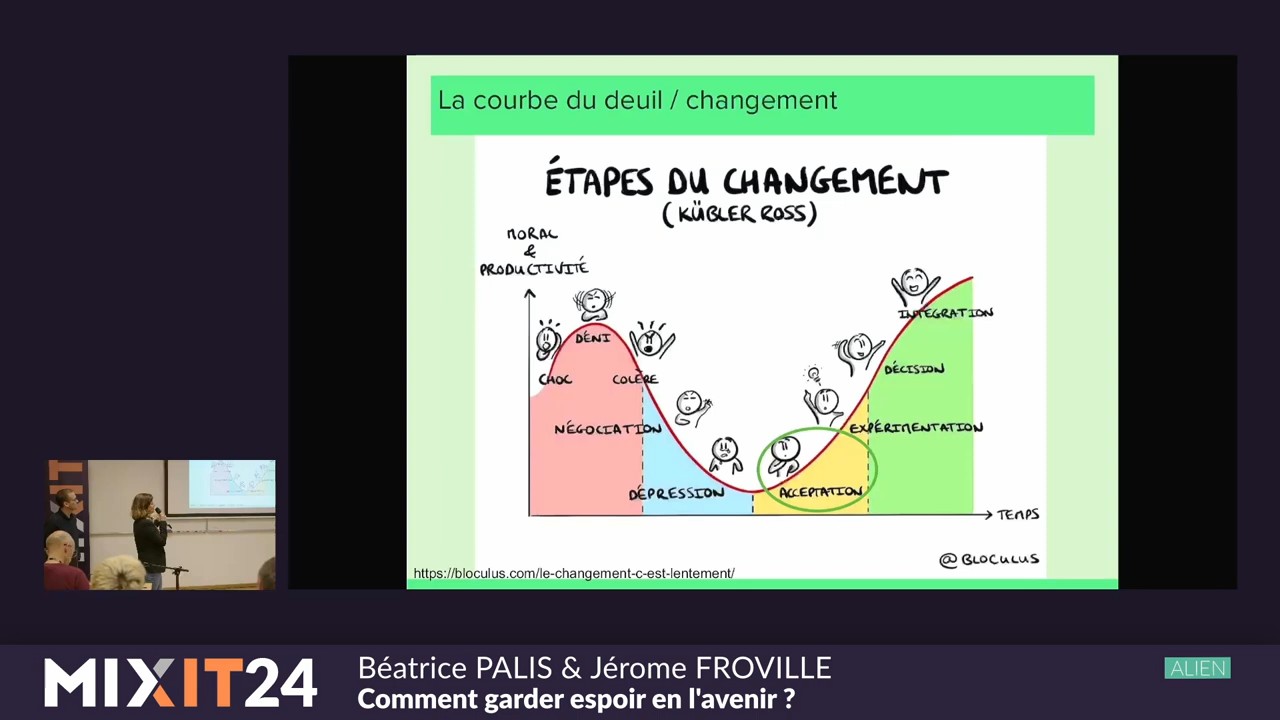 La courbe du deuil / changement
ÉTAPES DU CHANGEMENT
(KÜBLER ROSS)
MORAL
&
PRODUCTIVITÉ
DÉNI
CHOC
COLÈRE
NÉGOCIATION
DÉPRESSION
ACCEPTATION
EXPÉRIMENTATION
DÉCISION
INTEGRATION
TEMPS
@BLOCULUS
https://bloculus.com/le-changement-c-est-lentement/
MIXIT24
Béatrice PALIS & Jérome FROVILLE
Comment garder espoir en l'avenir ?
ALIEN